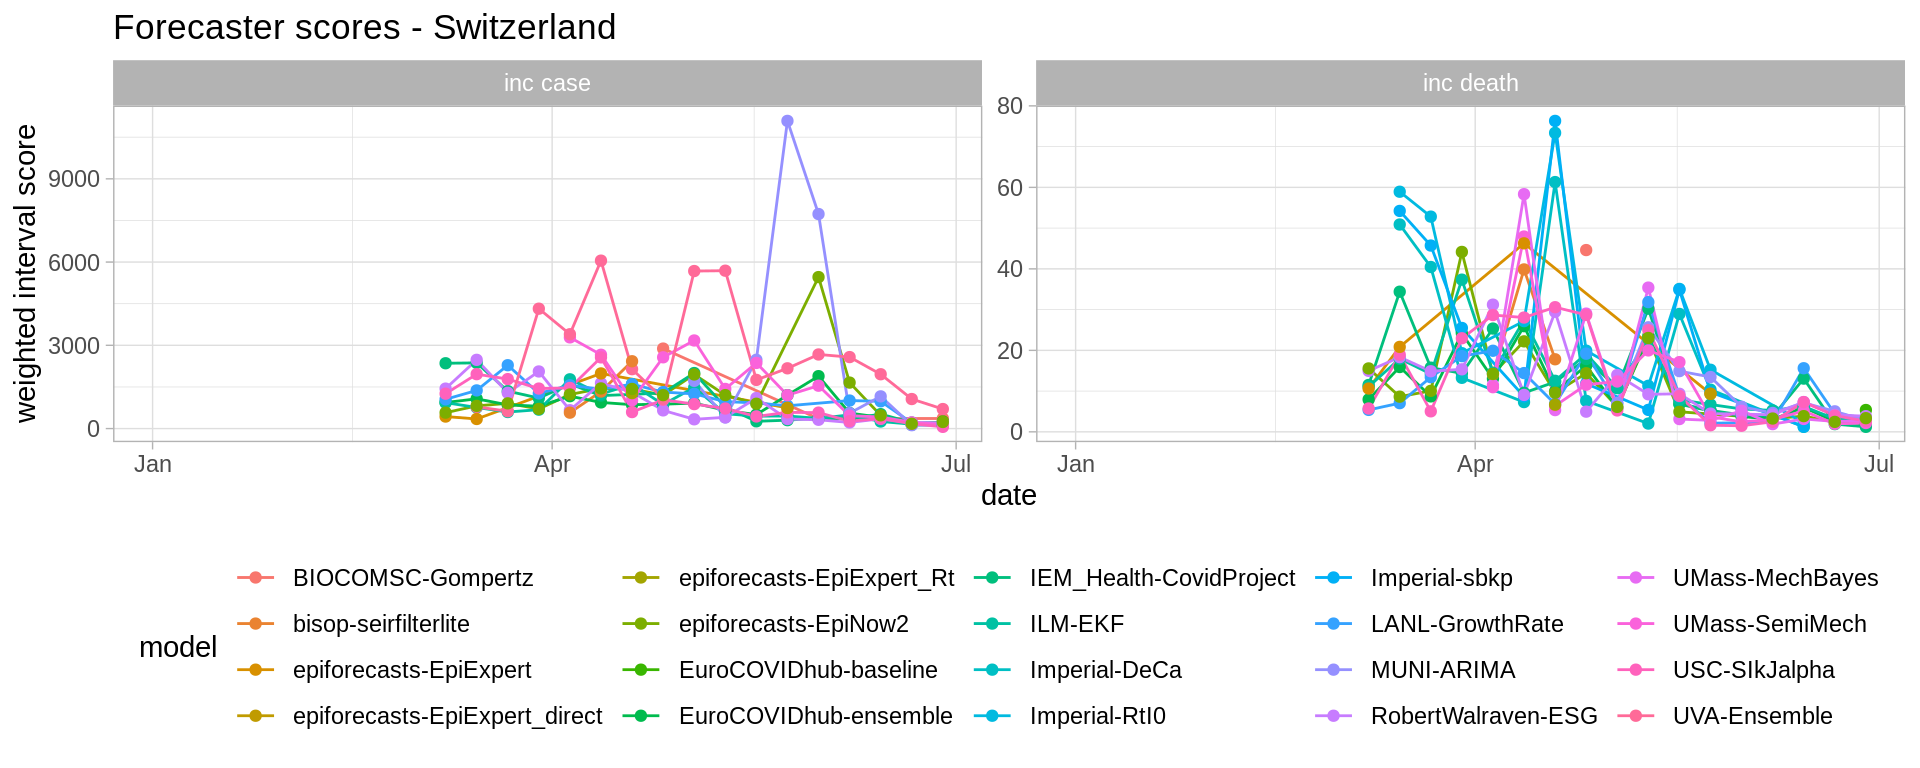 Forecaster scores - Switzerland
inc case
inc death
weighted interval score
9000
6000
3000
0
80
60
40
20
0
Jan
Apr
Jul
Jan
Apr
Jul
date
model
BIOCOMSC-Gompertz
bisop-seirfilterlite
epiforecasts-EpiExpert
epiforecasts-EpiExpert_direct
epiforecasts-EpiExpert_Rt
epiforecasts-EpiNow2
EuroCOVIDhub-baseline
EuroCOVIDhub-ensemble
IEM_Health-CovidProject
ILM-EKF
Imperial-DeCa
Imperial-RtI0
Imperial-sbkp
LANL-GrowthRate
MUNI-ARIMA
RobertWalraven-ESG
UMass-MechBayes
UMass-SemiMech
USC-SIkJalpha
UVA-Ensemble